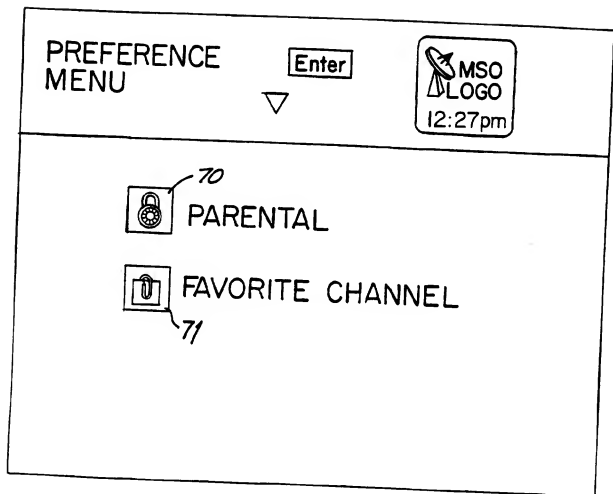 PREFERENCE
MENU
Enter
MSO
LOGO
12:27pm
70
PARENTAL
FAVORITE CHANNEL
71